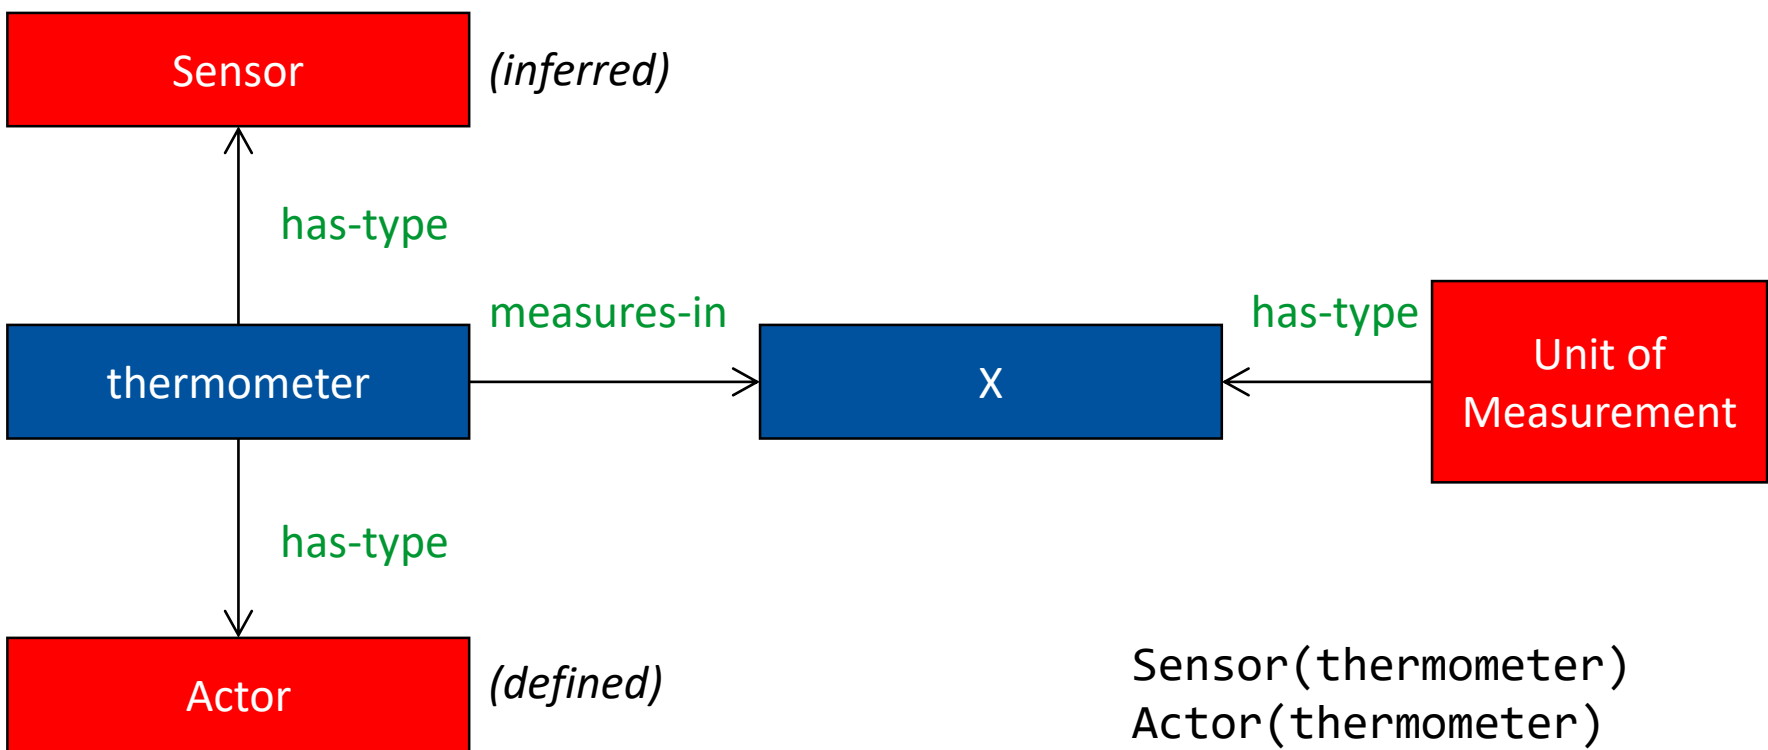 Sensor
(inferred)
has-type
thermometer
measures-in
X
has-type
Unit of
Measurement
has-type
Actor
(defined)
Sensor(thermometer)
Actor(thermometer)